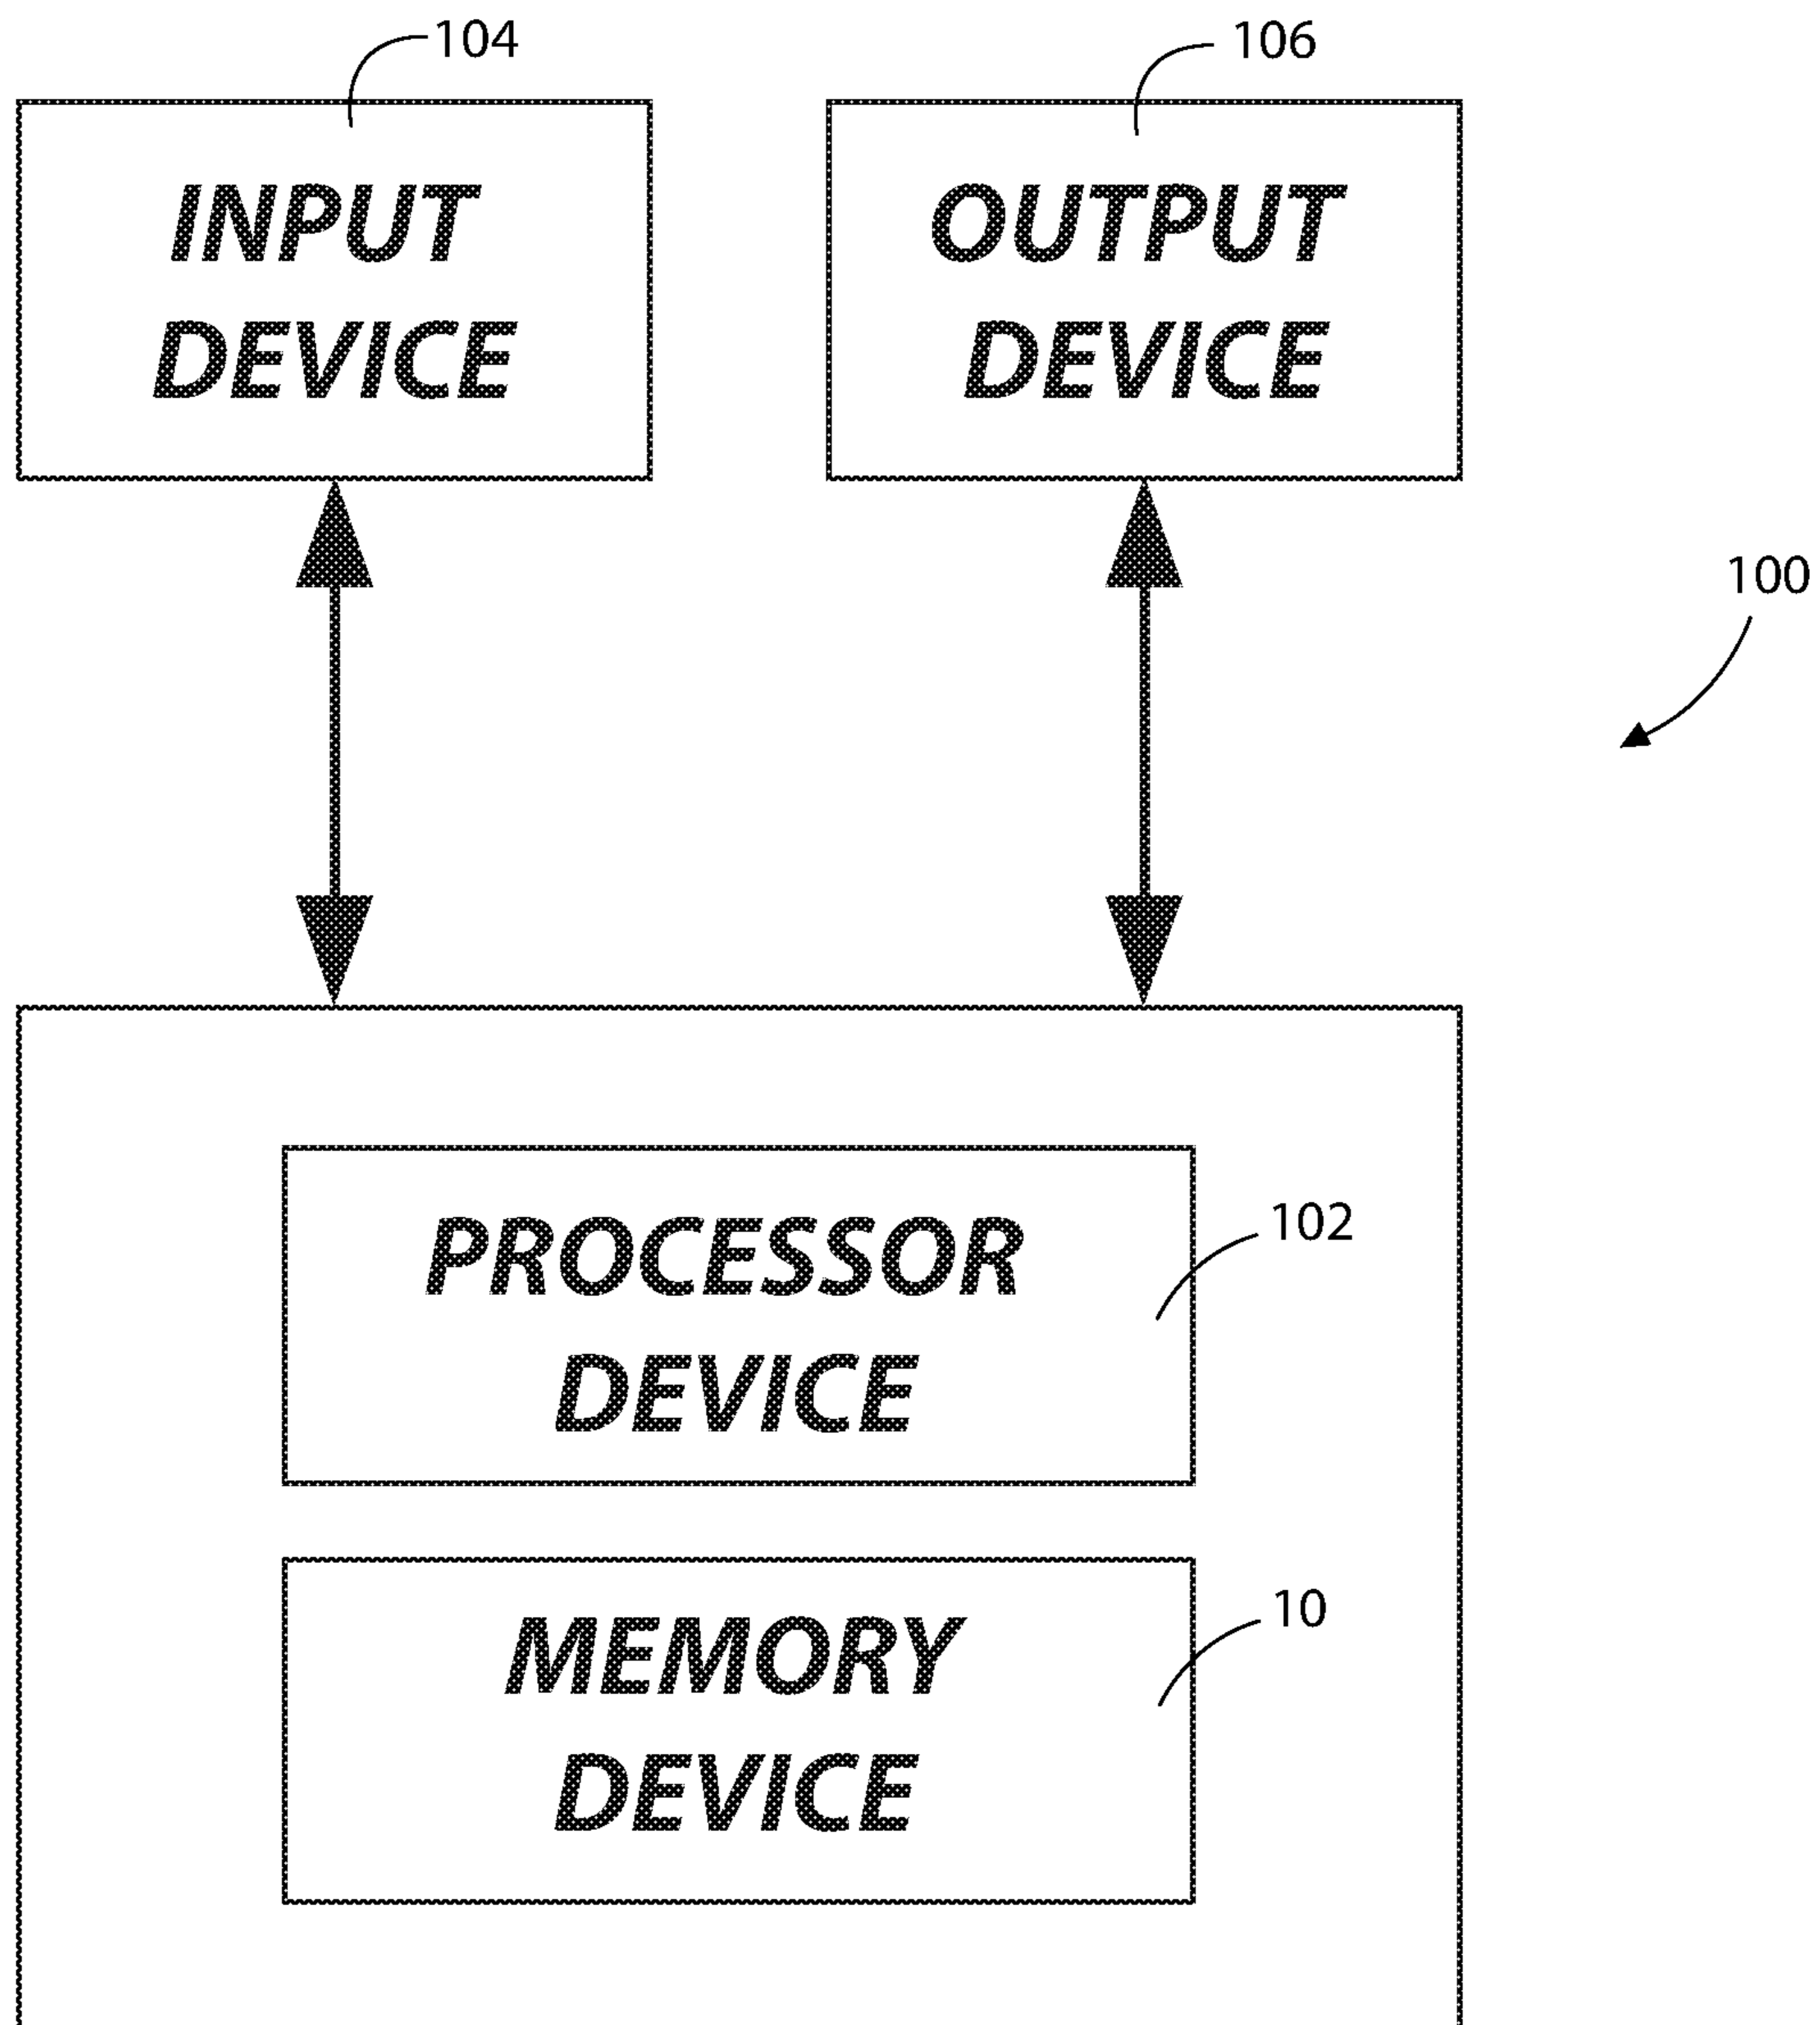 104
106
INPUT
DEVICE
OUTPUT
DEVICE
100
PROCESSOR
DEVICE
102
MEMORY
DEVICE
10